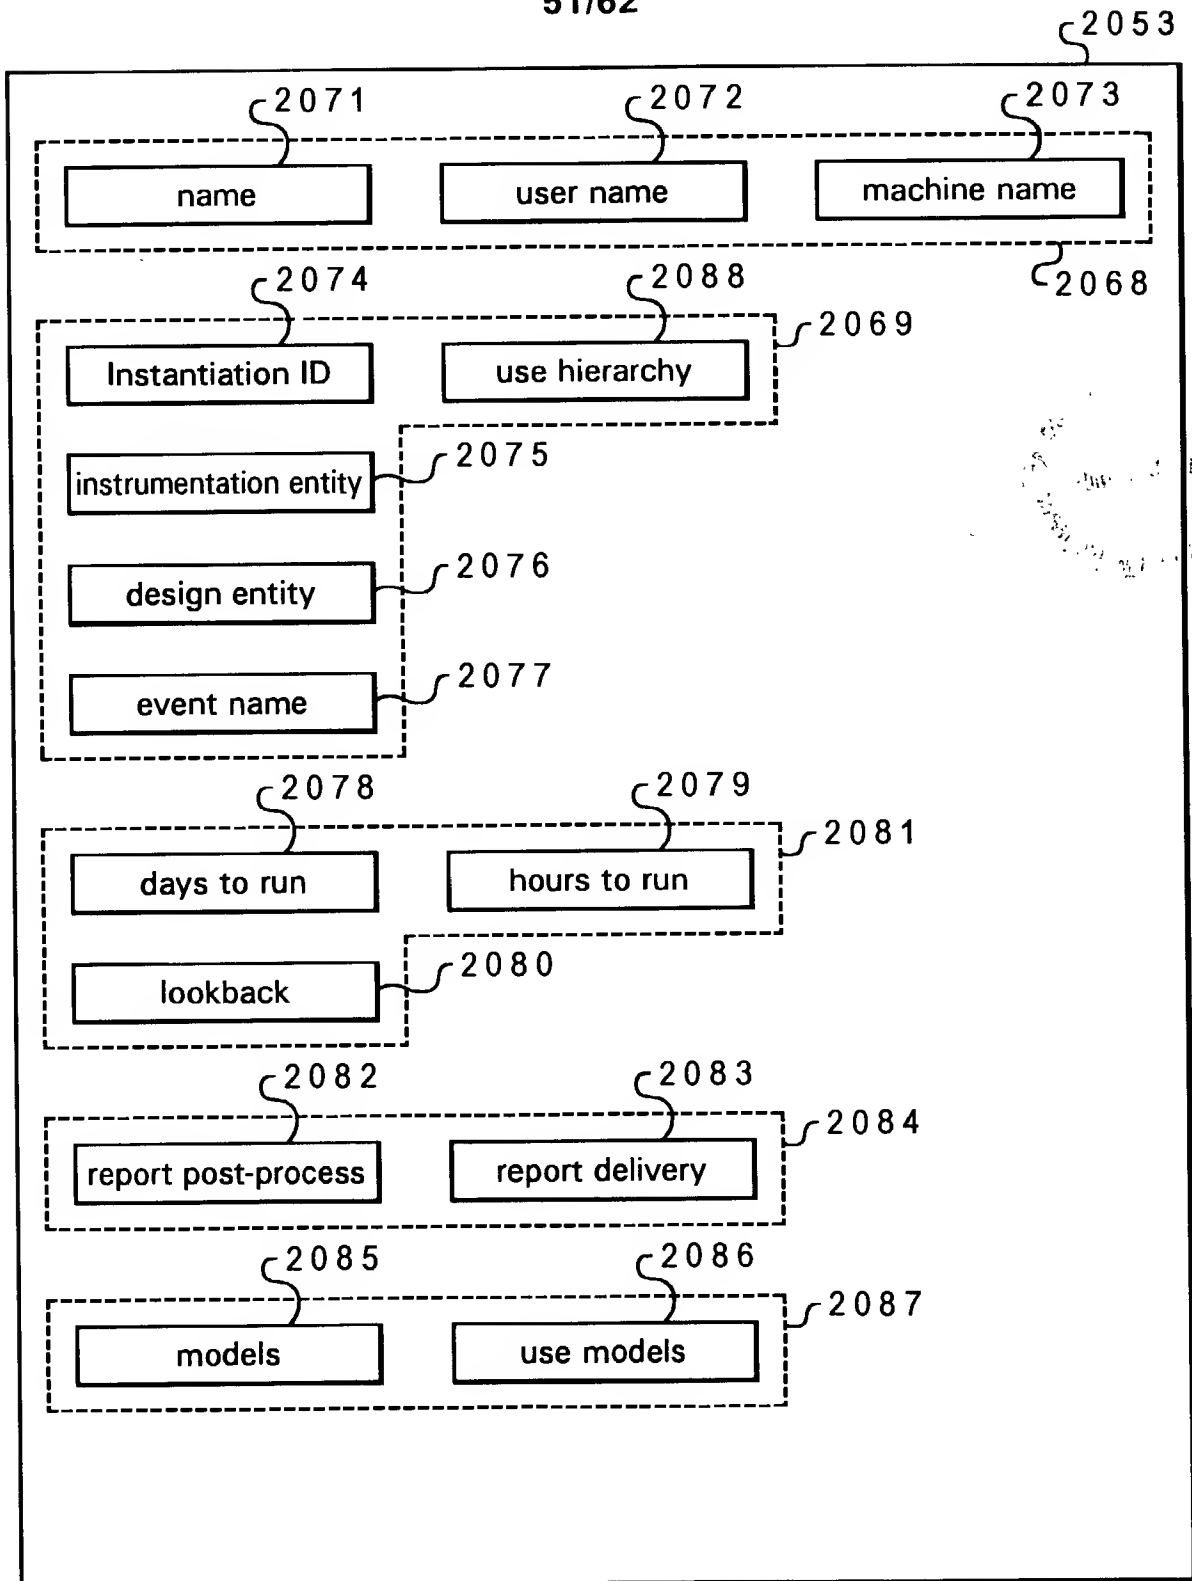 51/62
2053
2071 2072 2073
name user name machine name
2068
2074 2088
2069
Instantiation ID use hierarchy
2075
instrumentation entity
2076
design entity
2077
event name
2078 2079
2081
days to run hours to run
2080
lookback
2082 2083
2084
report post-process report delivery
2085 2086
2087
models use models